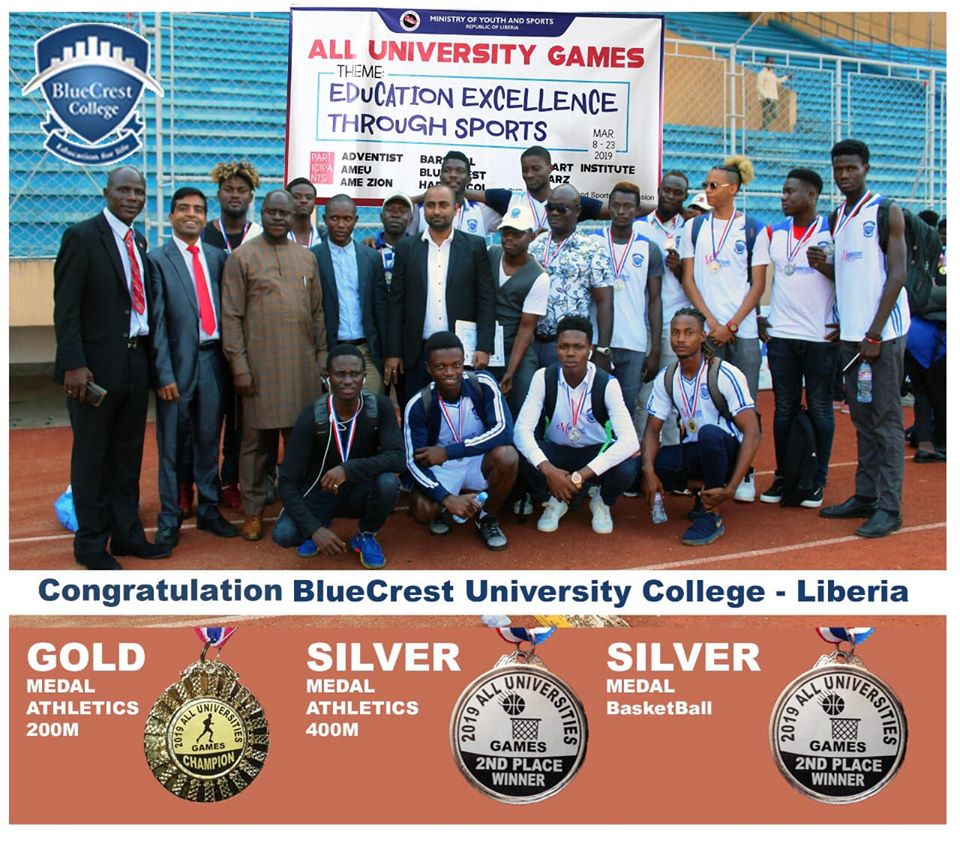 BlueCrest
College
Education for life
MINISTRY OF YOUTH AND SPORTS
REPUBLIC OF LIBERIA
ALL UNIVERSITY GAMES
THEME:
EDUCATION EXCELLENCE
THROUGH SPORTS
MAR
8 - 23
2019
PART
ICIPA
NTS
ADVENTIST
AMEU
AME ZION
Congratulation BlueCrest University College - Liberia
GOLD
MEDAL
ATHLETICS
200M
2019 ALL UNIVERSITIES
GAMES
CHAMPION
SILVER
MEDAL
ATHLETICS
400M
2019 ALL UNIVERSITIES
GAMES
2ND PLACE
WINNER
SILVER
MEDAL
BasketBall
2019 ALL UNIVERSITIES
GAMES
2ND PLACE
WINNER